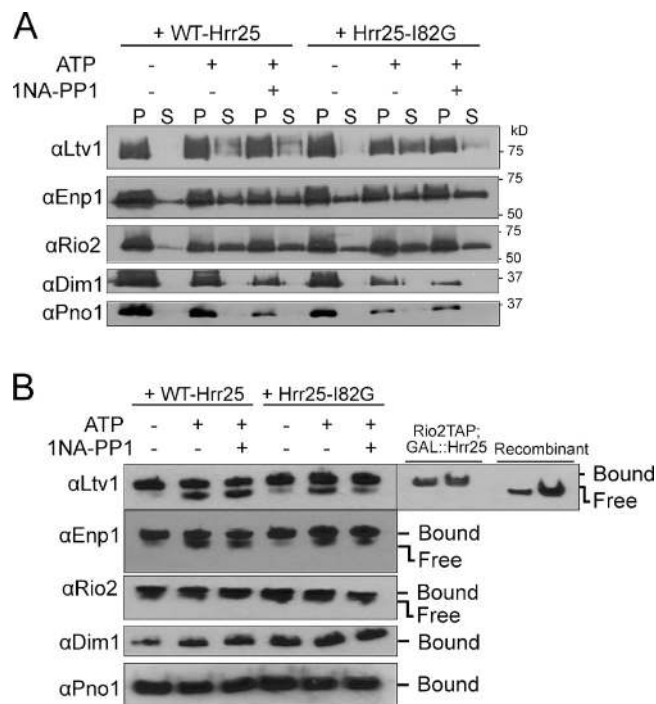 A
+ WT-Hrr25 + Hrr25-I82G
ATP - + + - + +
1NA-PP1 + +
P S P S P S P S P S P S
kD
αLtv1 75
75
αEnp1
50
75
αRio2
50
αDim1 37
αPno1 37
B
+ WT-Hrr25 + Hrr25-I82G
ATP - + + - + +
1NA-PP1 - - + - - +
Rio2TAP;
GAL::Hrr25 Recombinant
αLtv1 Bound
Free
αEnp1 Bound
Free
αRio2 Bound
Free
αDim1 Bound
αPno1 Bound